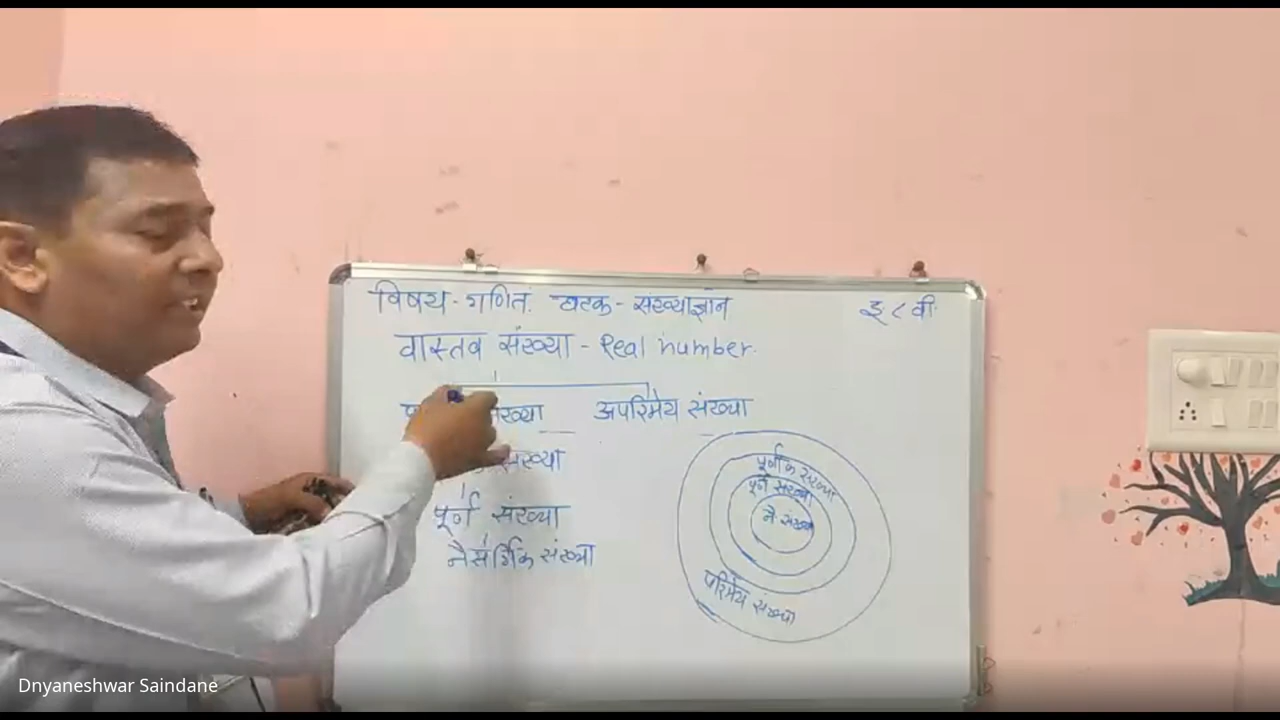 विषय - गणित. घटक - संख्याज्ञान इ ८ वी
वास्तव संख्या - Real number.
संख्या अपरिमेय संख्या
संख्या
पूर्ण संख्या
नैसर्गिक संख्या
पूर्णांक संख्या
पूर्ण संख्या
नै. संख्या
परिमेय संख्या
Dnyaneshwar Saindane